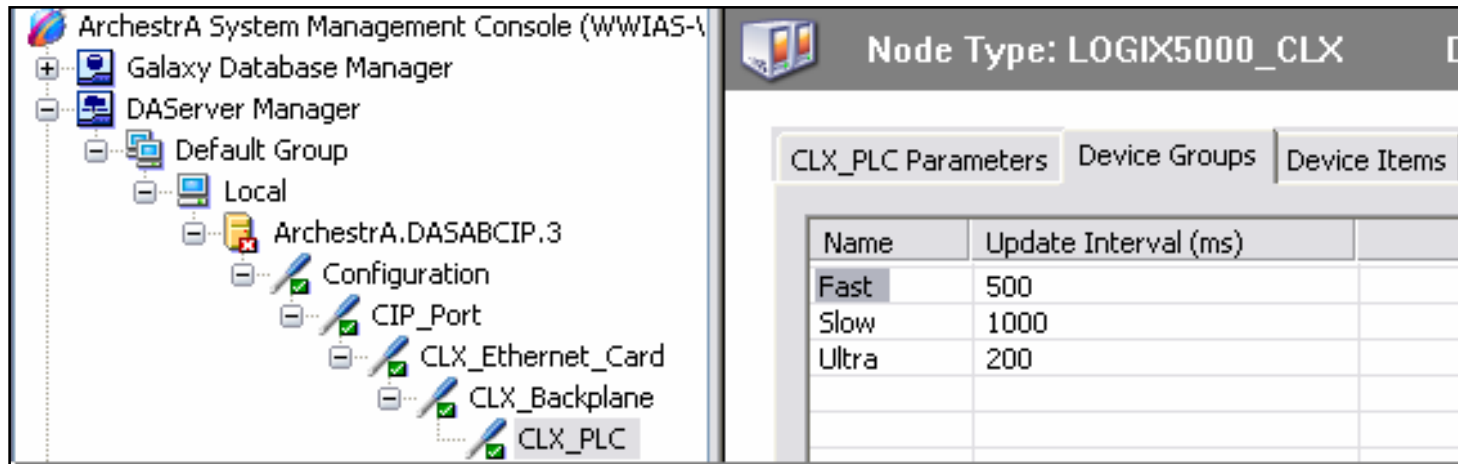 ArchestrA System Management Console (WWIAS-
Galaxy Database Manager
DAServer Manager
Default Group
Local
ArchestrA.DASABCIP.3
Configuration
CIP_Port
CLX_Ethernet_Card
CLX_Backplane
CLX_PLC
Node Type: LOGIX5000_CLX
CLX_PLC Parameters Device Groups Device Items
Name Update Interval (ms)
Fast 500
Slow 1000
Ultra 200